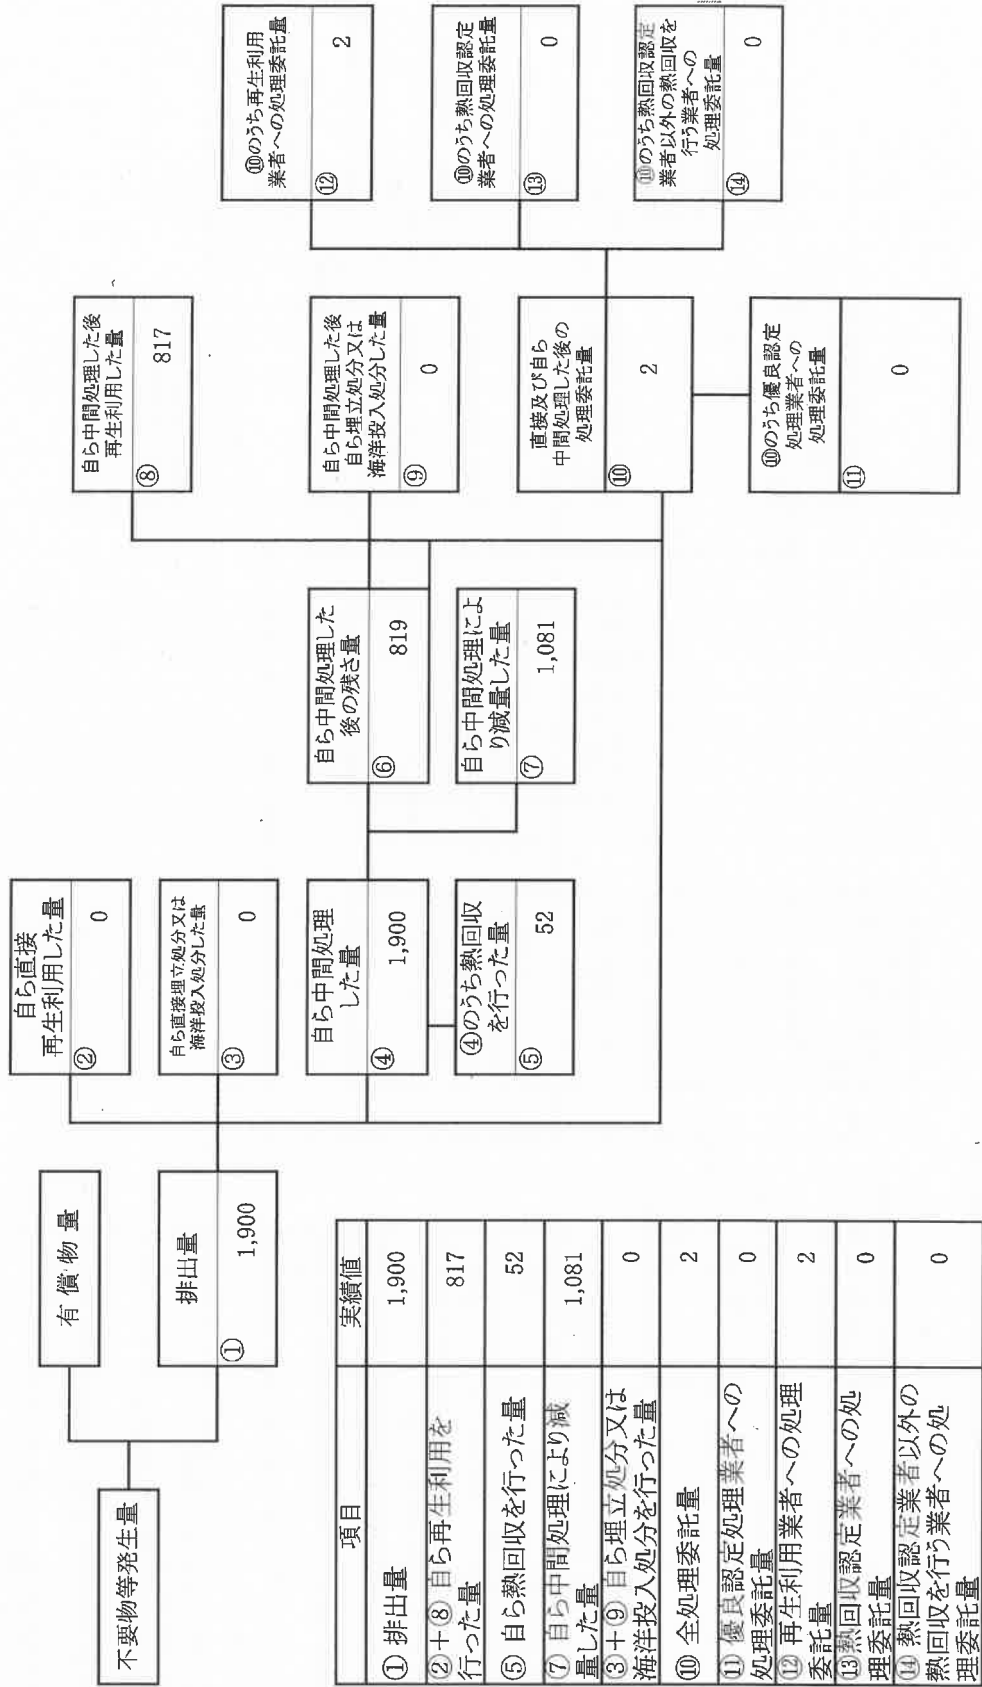 不要物等発生量
有償物量
排出量
①
1,900
自ら直接
再生利用した量
②
0
自ら直接埋立処分又は
海洋投入処分した量
③
0
自ら中間処理
した量
④
1,900
④のうち熱回収
を行った量
⑤
52
自ら中間処理した
後の残さ量
⑥
819
自ら中間処理によ
り減量した量
⑦
1,081
自ら中間処理した後
再生利用した量
⑧
817
自ら中間処理した後
自ら埋立処分又は
海洋投入処分した量
⑨
0
直接及び自ら
中間処理した後の
処理委託量
⑩
2
⑩のうち優良認定
処理業者への
処理委託量
⑪
0
⑩のうち再生利用
業者への処理委託量
⑫
2
⑩のうち熱回収認定
業者への処理委託量
⑬
0
⑩のうち熱回収認定
業者以外の熱回収を
行う業者への
処理委託量
⑭
0
項目 実績値
①排出量 1,900
②+⑧ 自ら再生利用を
行った量 817
⑤ 自ら熱回収を行った量 52
⑦ 自ら中間処理により減
量した量 1,081
③+⑨ 自ら埋立処分又は
海洋投入処分を行った量 0
⑩ 全処理委託量 2
⑪ 優良認定処理業者への
処理委託量 0
⑫ 再生利用業者への処理
委託量 2
⑬熱回収認定業者への処
理委託量 0
⑭ 熱回収認定業者以外の
熱回収を行う業者への処
理委託量 0